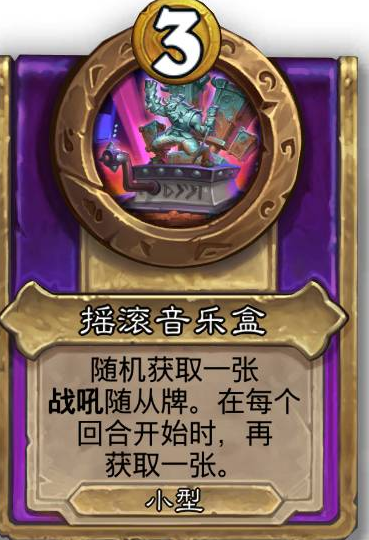 3
摇滚音乐盒
随机获取一张
战吼随从牌。在每个
回合开始时，再
获取一张。
小型